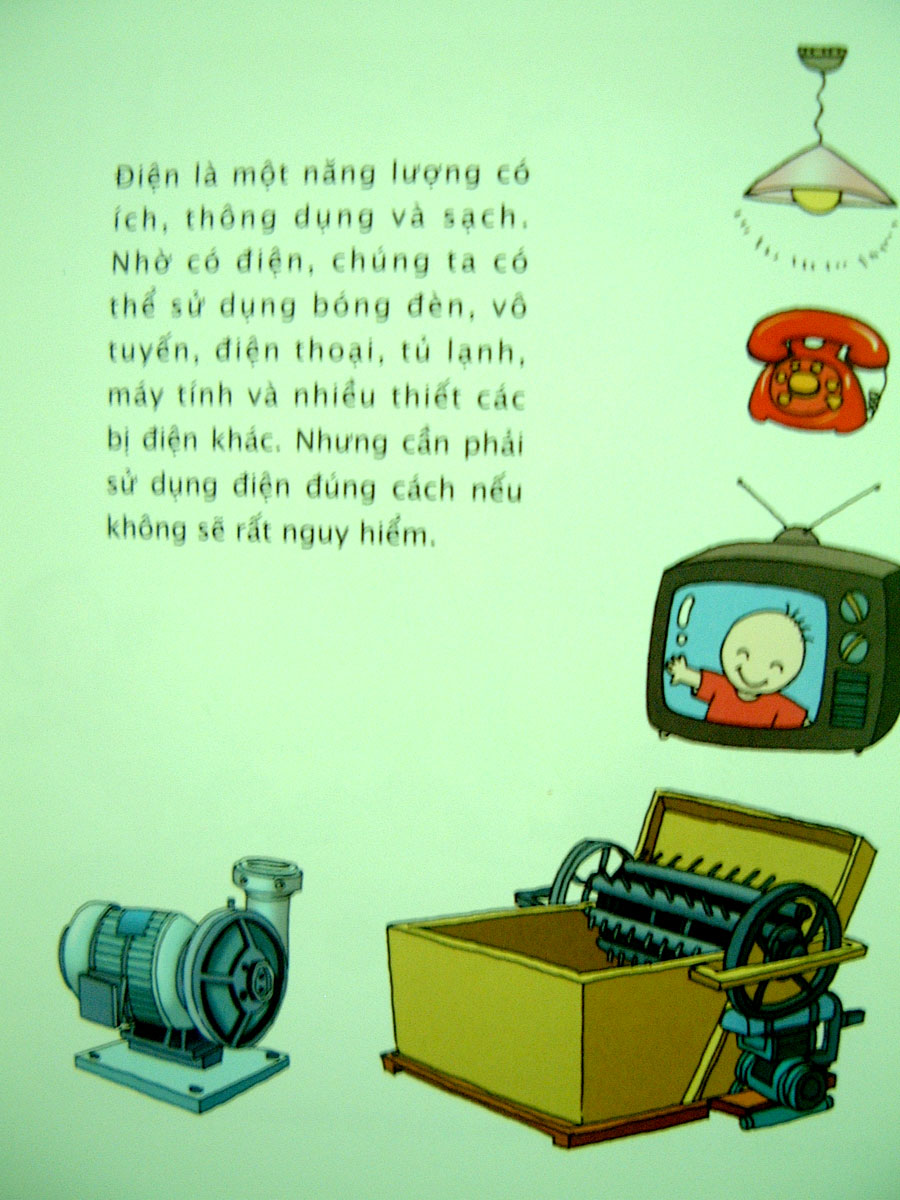 Điện là một năng lượng có
ích, thông dụng và sạch.
Nhờ có điện, chúng ta có
thể sử dụng bóng đèn, vô
tuyến, điện thoại, tủ lạnh,
máy tính và nhiều thiết các
bị điện khác. Nhưng cần phải
sử dụng điện đúng cách nếu
không sẽ rất nguy hiểm.